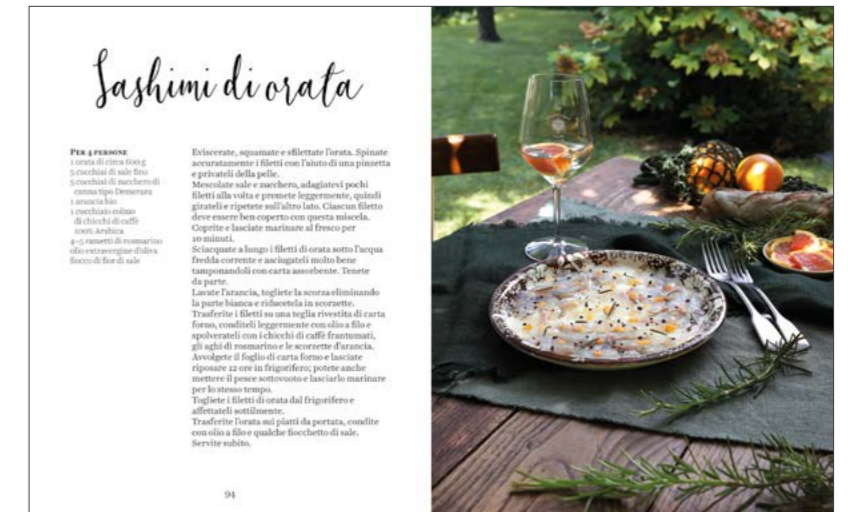 Sashimi di orata
PER 4 PERSONE
1 orata di circa 600 g
5 cucchiai di sale fino
5 cucchiai di zucchero di
canna tipo Demerara
1 arancia bio
1 cucchiaio colmo
di chicchi di caffè
100% Arabica
4-5 rametti di rosmarino
olio extravergine d'oliva
fiocco di fior di sale
Eviscerate, squamate e sfilettate l'orata. Spinate
accuratamente i filetti con l'aiuto di una pinzetta
e privateli della pelle.
Mescolate sale e zucchero, adagiatevi pochi
filetti alla volta e premete leggermente, quindi
girateli e ripetete sull'altro lato. Ciascun filetto
deve essere ben coperto con questa miscela.
Coprite e lasciate marinare al fresco per
20 minuti.
Sciacquate a lungo i filetti di orata sotto l'acqua
fredda corrente e asciugateli molto bene
tamponandoli con carta assorbente. Tenete
da parte.
Lavate l'arancia, togliete la scorza eliminando
la parte bianca e riducetela in scorzette.
Trasferite i filetti su una teglia rivestita di carta
forno, conditeli leggermente con olio a filo e
spolverateli con i chicchi di caffè frantumati,
gli aghi di rosmarino e le scorzette d'arancia.
Avvolgete il foglio di carta forno e lasciate
riposare 12 ore in frigorifero; potete anche
mettere il pesce sottovuoto e lasciarlo marinare
per lo stesso tempo.
Togliete i filetti di orata dal frigorifero e
affettateli sottilmente.
Trasferite l'orata sui piatti da portata, condite
con olio a filo e qualche fiocchetto di sale.
Servite subito.
94